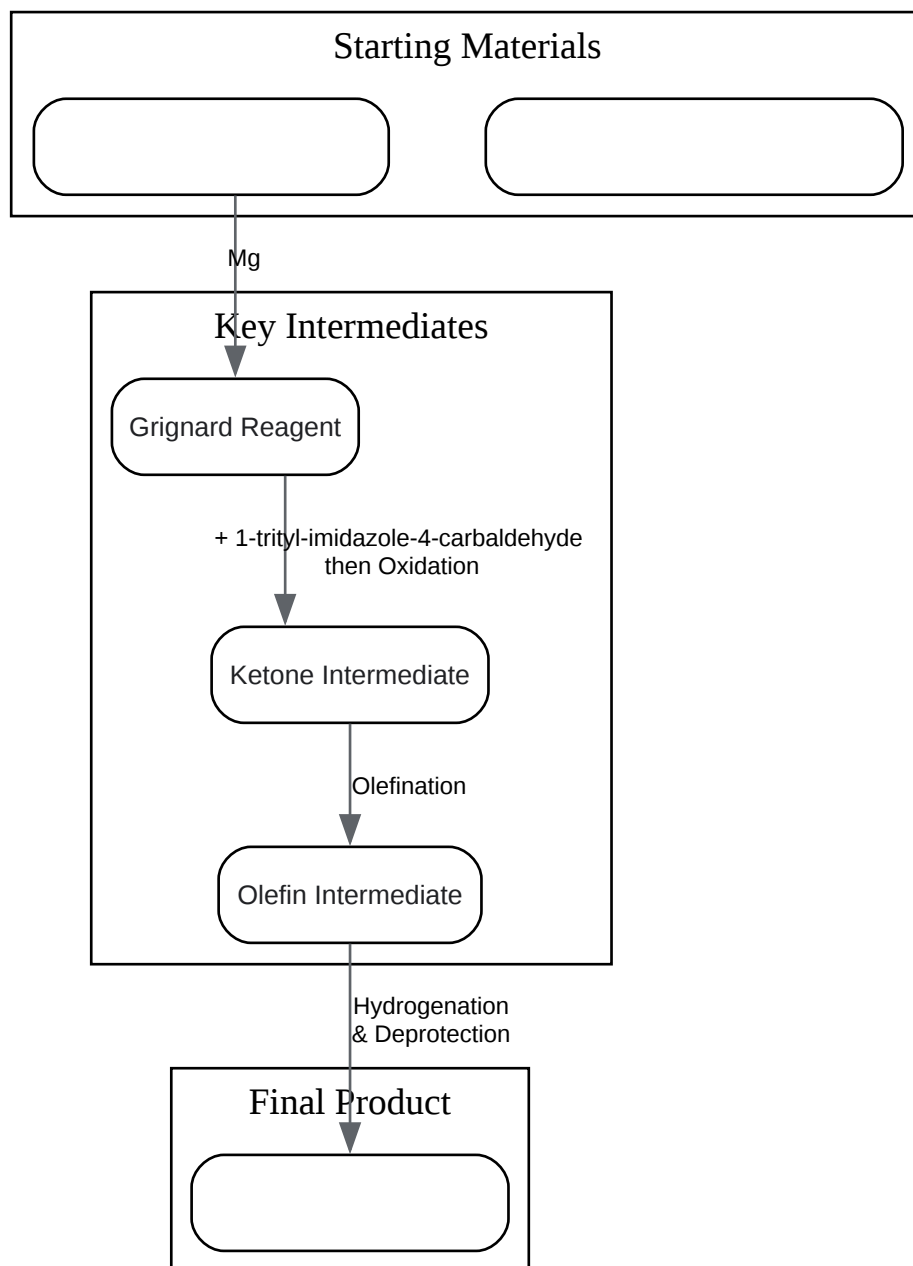 Starting Materials
Mg
Key Intermediates
Grignard Reagent
+ 1-trityl-imidazole-4-carbaldehyde
then Oxidation
Ketone Intermediate
Olefination
Olefin Intermediate
Hydrogenation
& Deprotection
Final Product